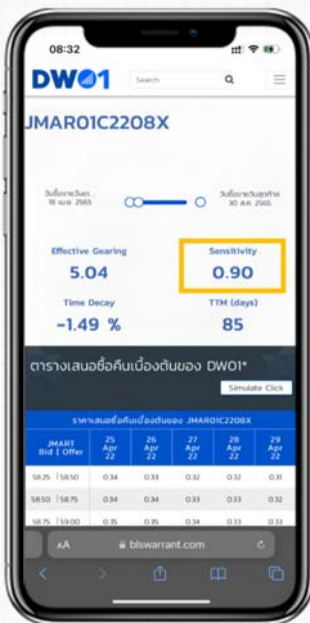 08:32
DW01
Search
JMAR01C2208X
18 เม.ย. 2565
30 ส.ค. 2565
Effective Gearing
Sensitivity
5.04
0.90
Time Decay
TTM (days)
-1.49 %
85
ตารางเสนอซื้อคืนเบื้องต้นของ DW01*
Simulate Click
ราคาเสนอซื้อคืนเบื้องต้นของ JMAR01C2208X
JMART Bid | Offer 25 Apr 22 26 Apr 22 27 Apr 22 28 Apr 22 29 Apr 22
58.25 | 58.50 0.34 0.33 0.32 0.32 0.31
58.50 | 58.75 0.34 0.34 0.33 0.33 0.32
58.75 | 59.00 0.35 0.35 0.34 0.33 0.33
AA blswarrant.com